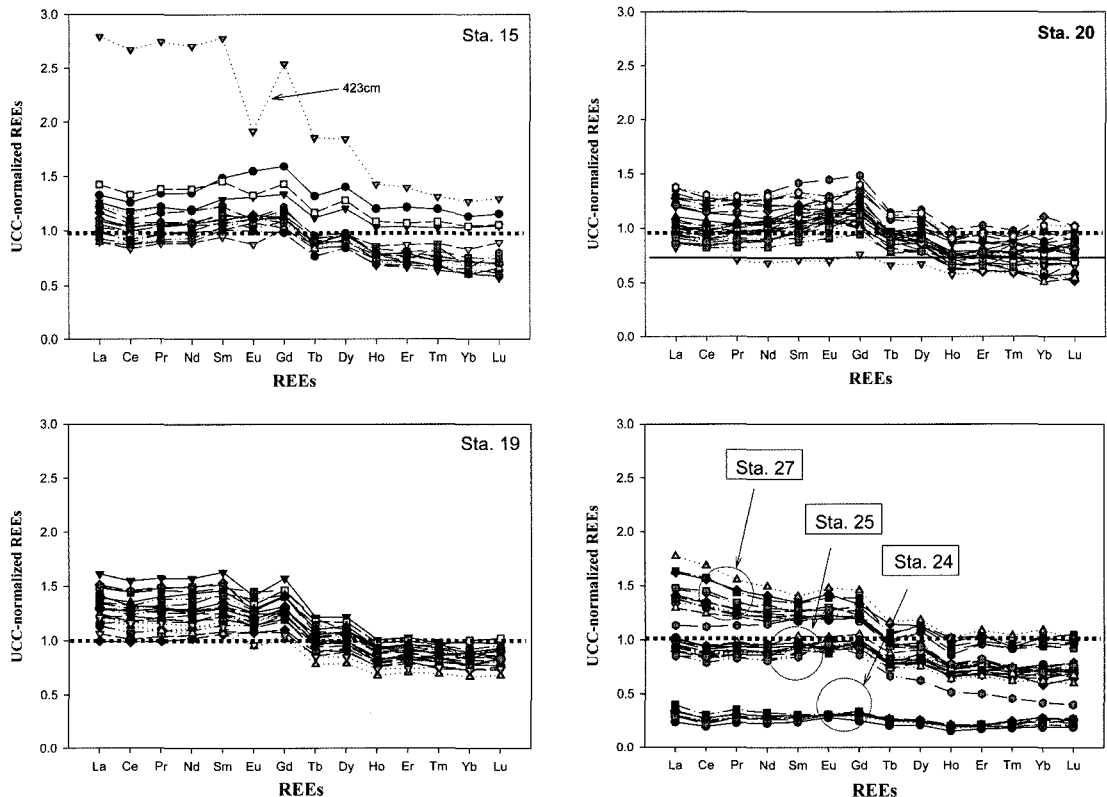 Sta. 15
UCC-normalized REEs
3.0
2.5
2.0
1.5
1.0
0.5
0.0
423cm
La Ce Pr Nd Sm Eu Gd Tb Dy Ho Er Tm Yb Lu
REEs
Sta. 20
UCC-normalized REEs
3.0
2.5
2.0
1.5
1.0
0.5
0.0
La Ce Pr Nd Sm Eu Gd Tb Dy Ho Er Tm Yb Lu
REEs
Sta. 19
UCC-normalized REEs
3.0
2.5
2.0
1.5
1.0
0.5
0.0
La Ce Pr Nd Sm Eu Gd Tb Dy Ho Er Tm Yb Lu
REEs
UCC-normalized REEs
3.0
2.5
2.0
1.5
1.0
0.5
0.0
Sta. 27
Sta. 25
Sta. 24
La Ce Pr Nd Sm Eu Gd Tb Dy Ho Er Tm Yb Lu
REEs